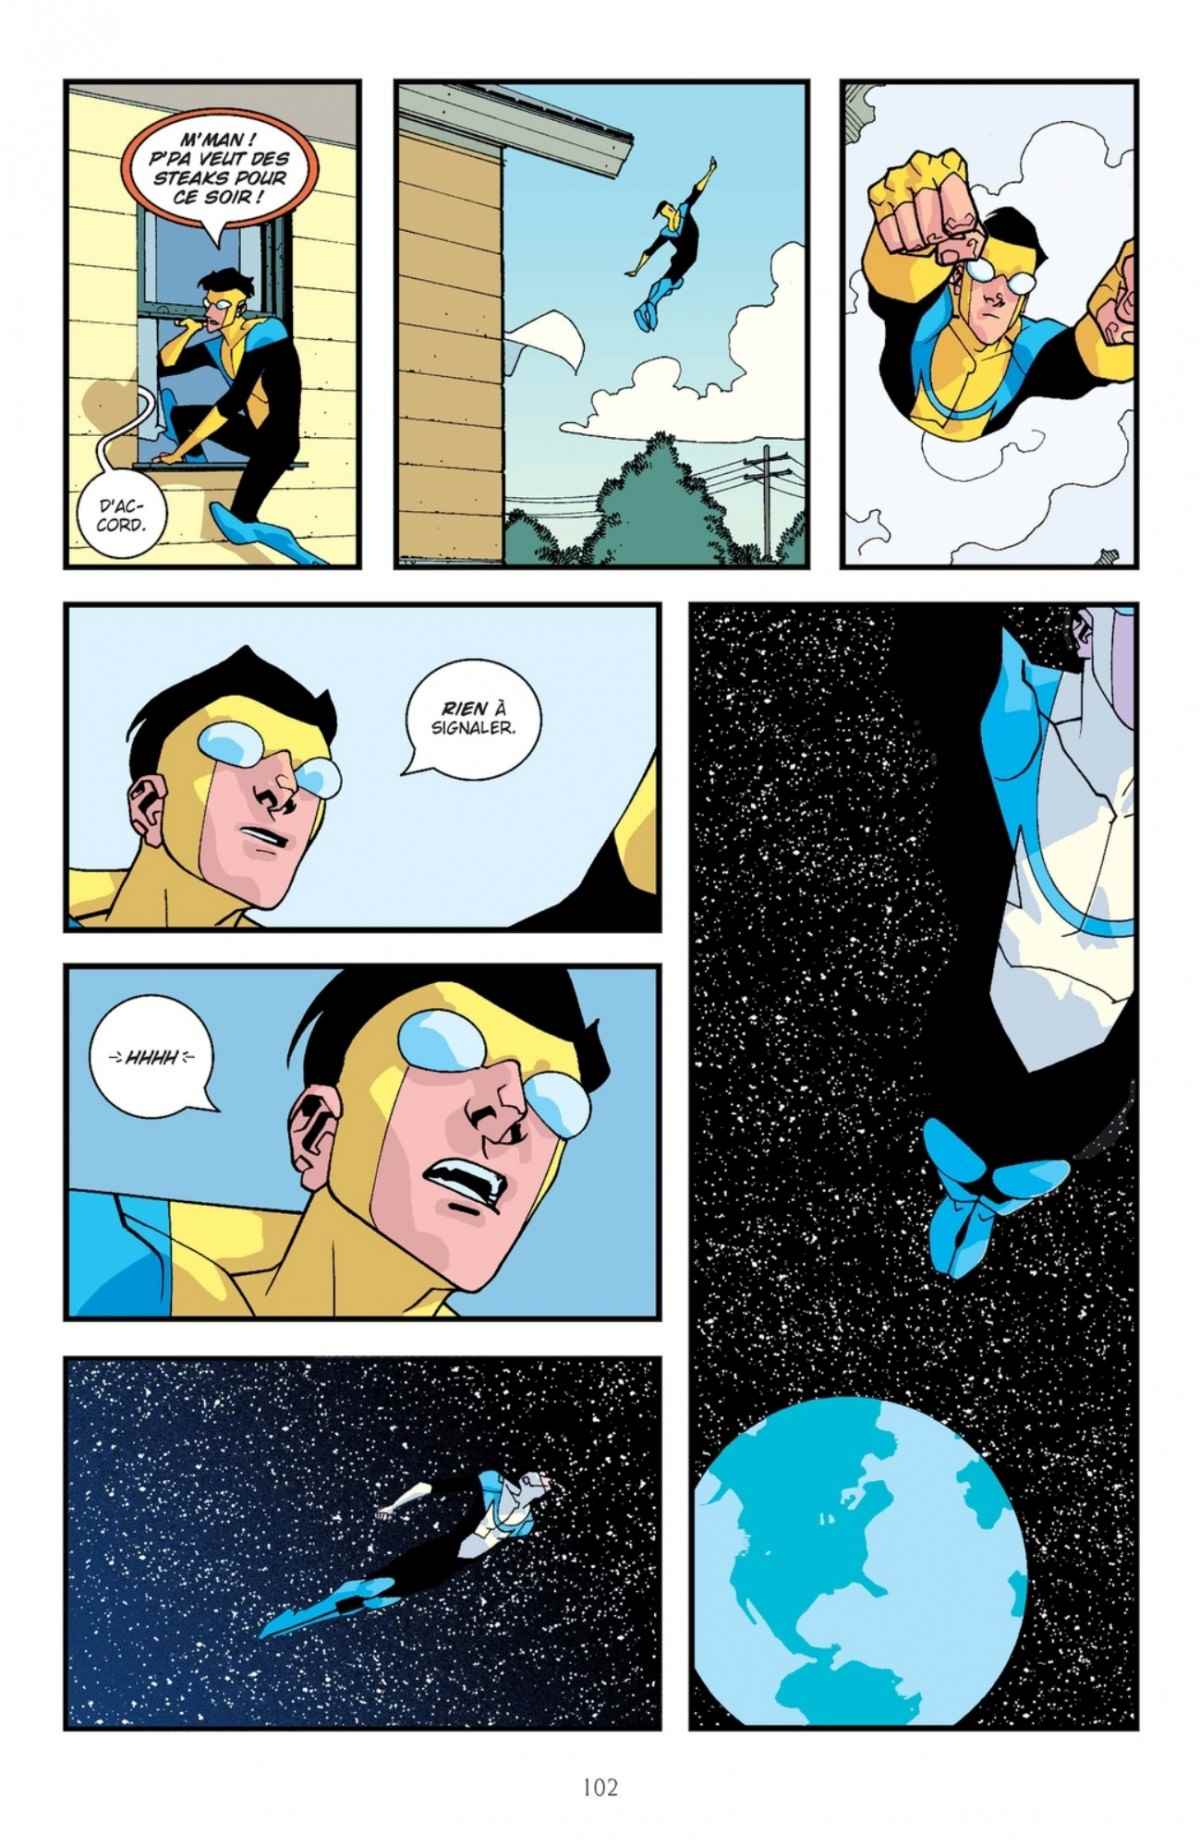 M'MAN !
P'PA VEUT DES
STEAKS POUR
CE SOIR !
D'AC-
CORD.
RIEN À
SIGNALER.
HHHH
102